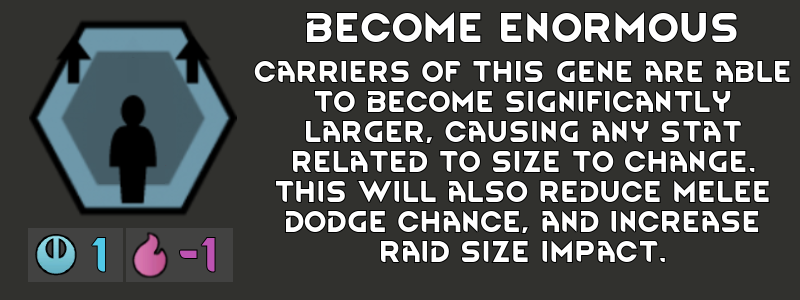 BECOME ENORMOUS
CARRIERS OF THIS GENE ARE ABLE
TO BECOME SIGNIFICANTLY
LARGER, CAUSING ANY STAT
RELATED TO SIZE TO CHANGE.
THIS WILL ALSO REDUCE MELEE
DODGE CHANCE, AND INCREASE
RAID SIZE IMPACT.
1 -1